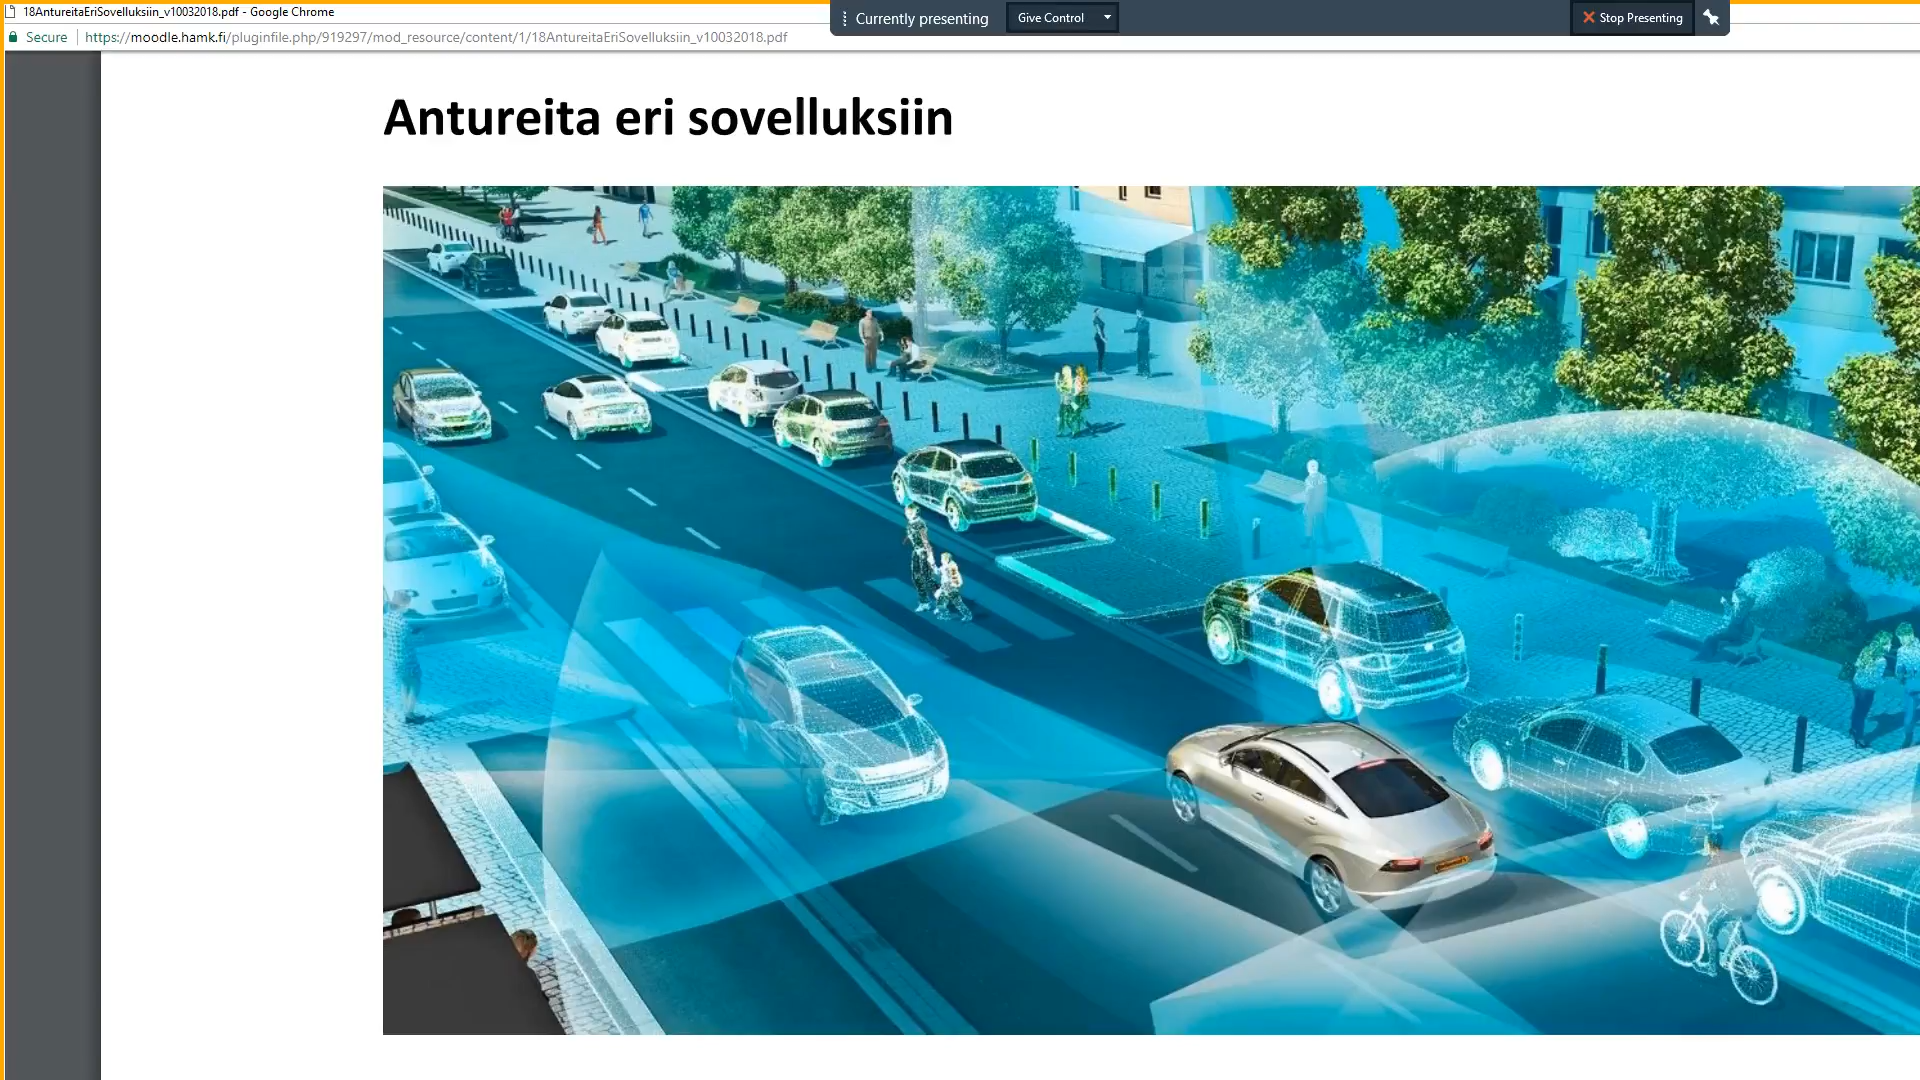 18AntureitaEriSovelluksiin_v10032018.pdf - Google Chrome
Currently presenting
Give Control
Stop Presenting
Secure
https://moodle.hamk.fi/pluginfile.php/919297/mod_resource/content/1/18AntureitaEriSovelluksiin_v10032018.pdf
Antureita eri sovelluksiin